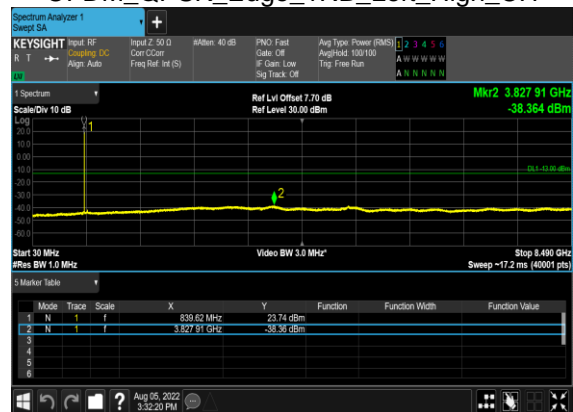 Spectrum Analyzer 1
Swept SA
+
KEYSIGHT
R T
LU
Input: RF
Coupling: DC
Align: Auto
Input Z: 50 Ω
Corr CCorr
Freq Ref: Int (S)
#Atten: 40 dB
PNO: Fast
Gate: Off
IF Gain: Low
Sig Track: Off
Avg Type: Power (RMS)
Avg|Hold: 100/100
Trig: Free Run
1 2 3 4 5 6
A W W W W W
A N N N N N
1 Spectrum
Scale/Div 10 dB
Ref Lvl Offset 7.70 dB
Ref Level 30.00 dBm
Mkr2 3.827 91 GHz
-38.364 dBm
Log
20.0
10.0
0.00
-10.0
-20.0
-30.0
-40.0
-50.0
-60.0
1
2
DL1 -13.00 dBm
Start 30 MHz
#Res BW 1.0 MHz
Video BW 3.0 MHz*
Stop 8.490 GHz
Sweep ~17.2 ms (40001 pts)
5 Marker Table
Mode Trace Scale X Y Function Function Width Function Value
1 N 1 f 839.62 MHz 23.74 dBm
2 N 1 f 3.827 91 GHz -38.36 dBm
3
4
5
6
?
Aug 05, 2022
3:32:20 PM